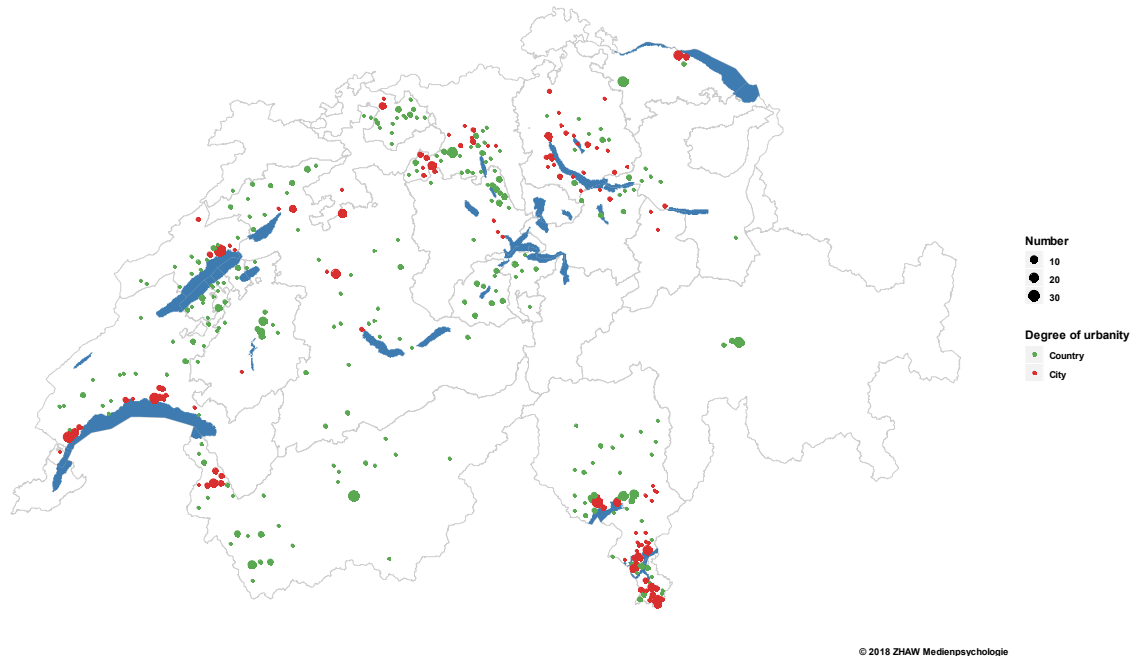 Number
10
20
30
Degree of urbanity
Country
City
© 2018 ZHAW Medienpsychologie